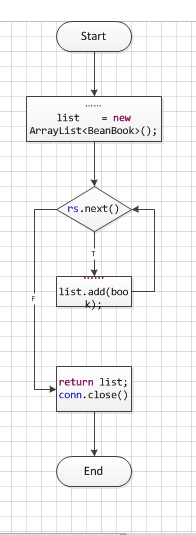 Start
......
list = new
ArrayList<BeanBook>();
rs.next()
T
F
......
list.add(boo
k);
return list;
conn.close()
End